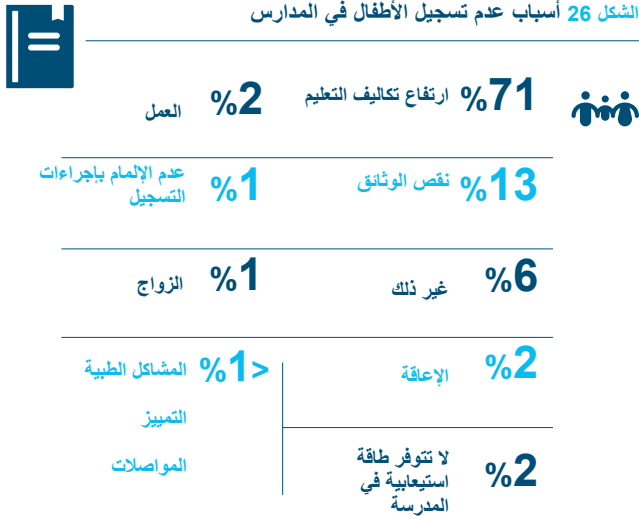 الشكل 26 أسباب عدم تسجيل الأطفال في المدارس
%71 ارتفاع تكاليف التعليم
%13 نقص الوثائق
%6 غير ذلك
%2 الإعاقة
%2 لا تتوفر طاقة
استيعابية في
المدرسة
%2 العمل
%1 عدم الإلمام بإجراءات
التسجيل
%1 الزواج
%1> المشاكل الطبية
التمييز
المواصلات